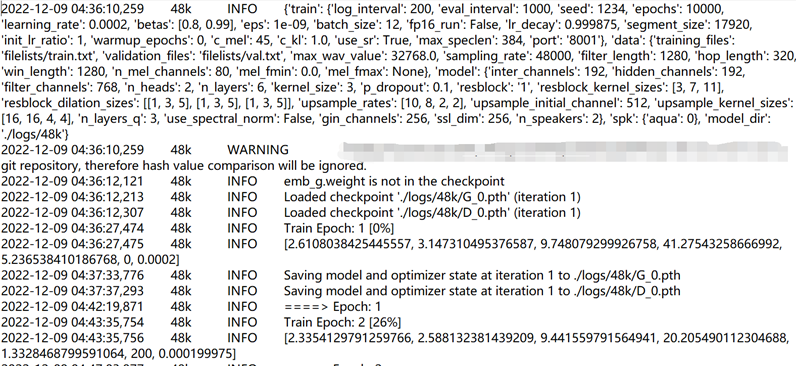 2022-12-09 04:36:10,259 48k INFO {'train': {'log_interval': 200, 'eval_interval': 1000, 'seed': 1234, 'epochs': 10000,
'learning_rate': 0.0002, 'betas': [0.8, 0.99], 'eps': 1e-09, 'batch_size': 12, 'fp16_run': False, 'lr_decay': 0.999875, 'segment_size': 17920,
'init_lr_ratio': 1, 'warmup_epochs': 0, 'c_mel': 45, 'c_kl': 1.0, 'use_sr': True, 'max_speclen': 384, 'port': '8001'}, 'data': {'training_files':
'filelists/train.txt', 'validation_files': 'filelists/val.txt', 'max_wav_value': 32768.0, 'sampling_rate': 48000, 'filter_length': 1280, 'hop_length': 320,
'win_length': 1280, 'n_mel_channels': 80, 'mel_fmin': 0.0, 'mel_fmax': None}, 'model': {'inter_channels': 192, 'hidden_channels': 192,
'filter_channels': 768, 'n_heads': 2, 'n_layers': 6, 'kernel_size': 3, 'p_dropout': 0.1, 'resblock': '1', 'resblock_kernel_sizes': [3, 7, 11],
'resblock_dilation_sizes': [[1, 3, 5], [1, 3, 5], [1, 3, 5]], 'upsample_rates': [10, 8, 2, 2], 'upsample_initial_channel': 512, 'upsample_kernel_sizes':
[16, 16, 4, 4], 'n_layers_q': 3, 'use_spectral_norm': False, 'gin_channels': 256, 'ssl_dim': 256, 'n_speakers': 2}, 'spk': {'aqua': 0}, 'model_dir':
'./logs/48k'}
2022-12-09 04:36:10,259 48k WARNING
git repository, therefore hash value comparison will be ignored.
2022-12-09 04:36:12,121 48k INFO emb_g.weight is not in the checkpoint
2022-12-09 04:36:12,213 48k INFO Loaded checkpoint './logs/48k/G_0.pth' (iteration 1)
2022-12-09 04:36:12,307 48k INFO Loaded checkpoint './logs/48k/D_0.pth' (iteration 1)
2022-12-09 04:36:27,474 48k INFO Train Epoch: 1 [0%]
2022-12-09 04:36:27,475 48k INFO [2.6108038425445557, 3.147310495376587, 9.748079299926758, 41.27543258666992,
5.236538410186768, 0, 0.0002]
2022-12-09 04:37:33,776 48k INFO Saving model and optimizer state at iteration 1 to ./logs/48k/G_0.pth
2022-12-09 04:37:37,293 48k INFO Saving model and optimizer state at iteration 1 to ./logs/48k/D_0.pth
2022-12-09 04:42:19,871 48k INFO ====> Epoch: 1
2022-12-09 04:43:35,754 48k INFO Train Epoch: 2 [26%]
2022-12-09 04:43:35,756 48k INFO [2.3354129791259766, 2.588132381439209, 9.441559791564941, 20.205490112304688,
1.3328468799591064, 200, 0.000199975]